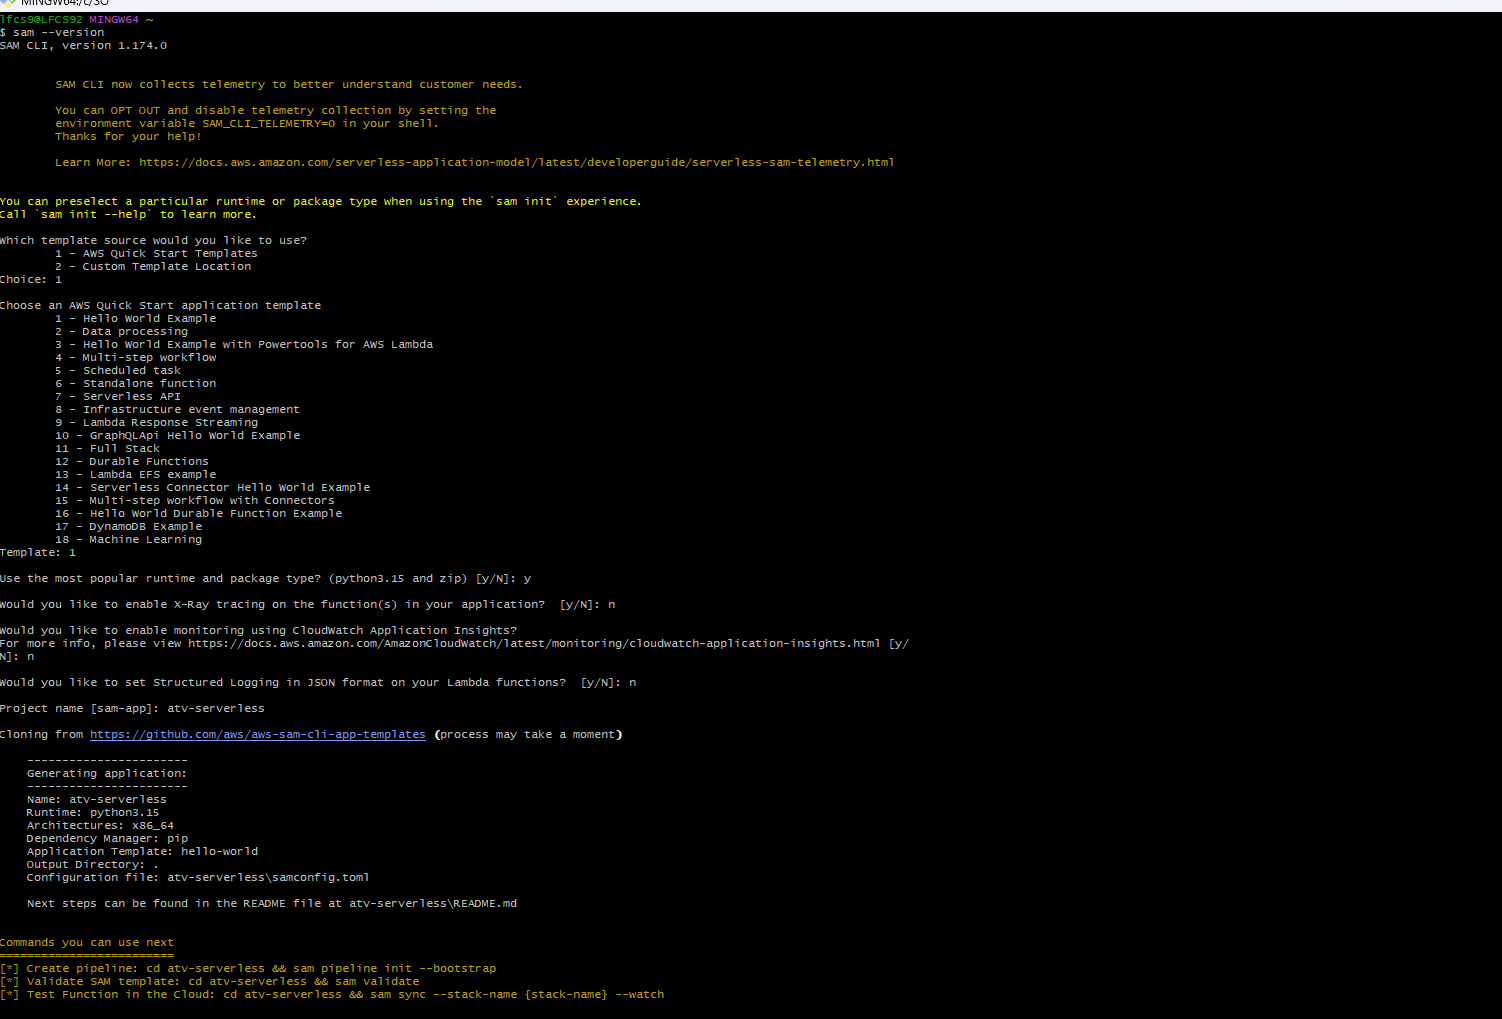 MINGW64:/c/SO
lfcs9@LFCS92 MINGW64 ~
$ sam --version
SAM CLI, version 1.174.0
SAM CLI now collects telemetry to better understand customer needs.
You can OPT OUT and disable telemetry collection by setting the
environment variable SAM_CLI_TELEMETRY=0 in your shell.
Thanks for your help!
Learn More: https://docs.aws.amazon.com/serverless-application-model/latest/developerguide/serverless-sam-telemetry.html
You can preselect a particular runtime or package type when using the `sam init` experience.
Call `sam init --help` to learn more.
Which template source would you like to use?
1 - AWS Quick Start Templates
2 - Custom Template Location
Choice: 1
Choose an AWS Quick Start application template
1 - Hello World Example
2 - Data processing
3 - Hello World Example with Powertools for AWS Lambda
4 - Multi-step workflow
5 - Scheduled task
6 - Standalone function
7 - Serverless API
8 - Infrastructure event management
9 - Lambda Response Streaming
10 - GraphQLApi Hello World Example
11 - Full Stack
12 - Durable Functions
13 - Lambda EFS example
14 - Serverless Connector Hello World Example
15 - Multi-step workflow with Connectors
16 - Hello World Durable Function Example
17 - DynamoDB Example
18 - Machine Learning
Template: 1
Use the most popular runtime and package type? (python3.15 and zip) [y/N]: y
Would you like to enable X-Ray tracing on the function(s) in your application?  [y/N]: n
Would you like to enable monitoring using CloudWatch Application Insights?
For more info, please view https://docs.aws.amazon.com/AmazonCloudWatch/latest/monitoring/cloudwatch-application-insights.html [y/
N]: n
Would you like to set Structured Logging in JSON format on your Lambda functions?  [y/N]: n
Project name [sam-app]: atv-serverless
Cloning from https://github.com/aws/aws-sam-cli-app-templates (process may take a moment)
-----------------------
Generating application:
-----------------------
Name: atv-serverless
Runtime: python3.15
Architectures: x86_64
Dependency Manager: pip
Application Template: hello-world
Output Directory: .
Configuration file: atv-serverless\samconfig.toml
Next steps can be found in the README file at atv-serverless\README.md
Commands you can use next
=========================
[*] Create pipeline: cd atv-serverless && sam pipeline init --bootstrap
[*] Validate SAM template: cd atv-serverless && sam validate
[*] Test Function in the Cloud: cd atv-serverless && sam sync --stack-name {stack-name} --watch